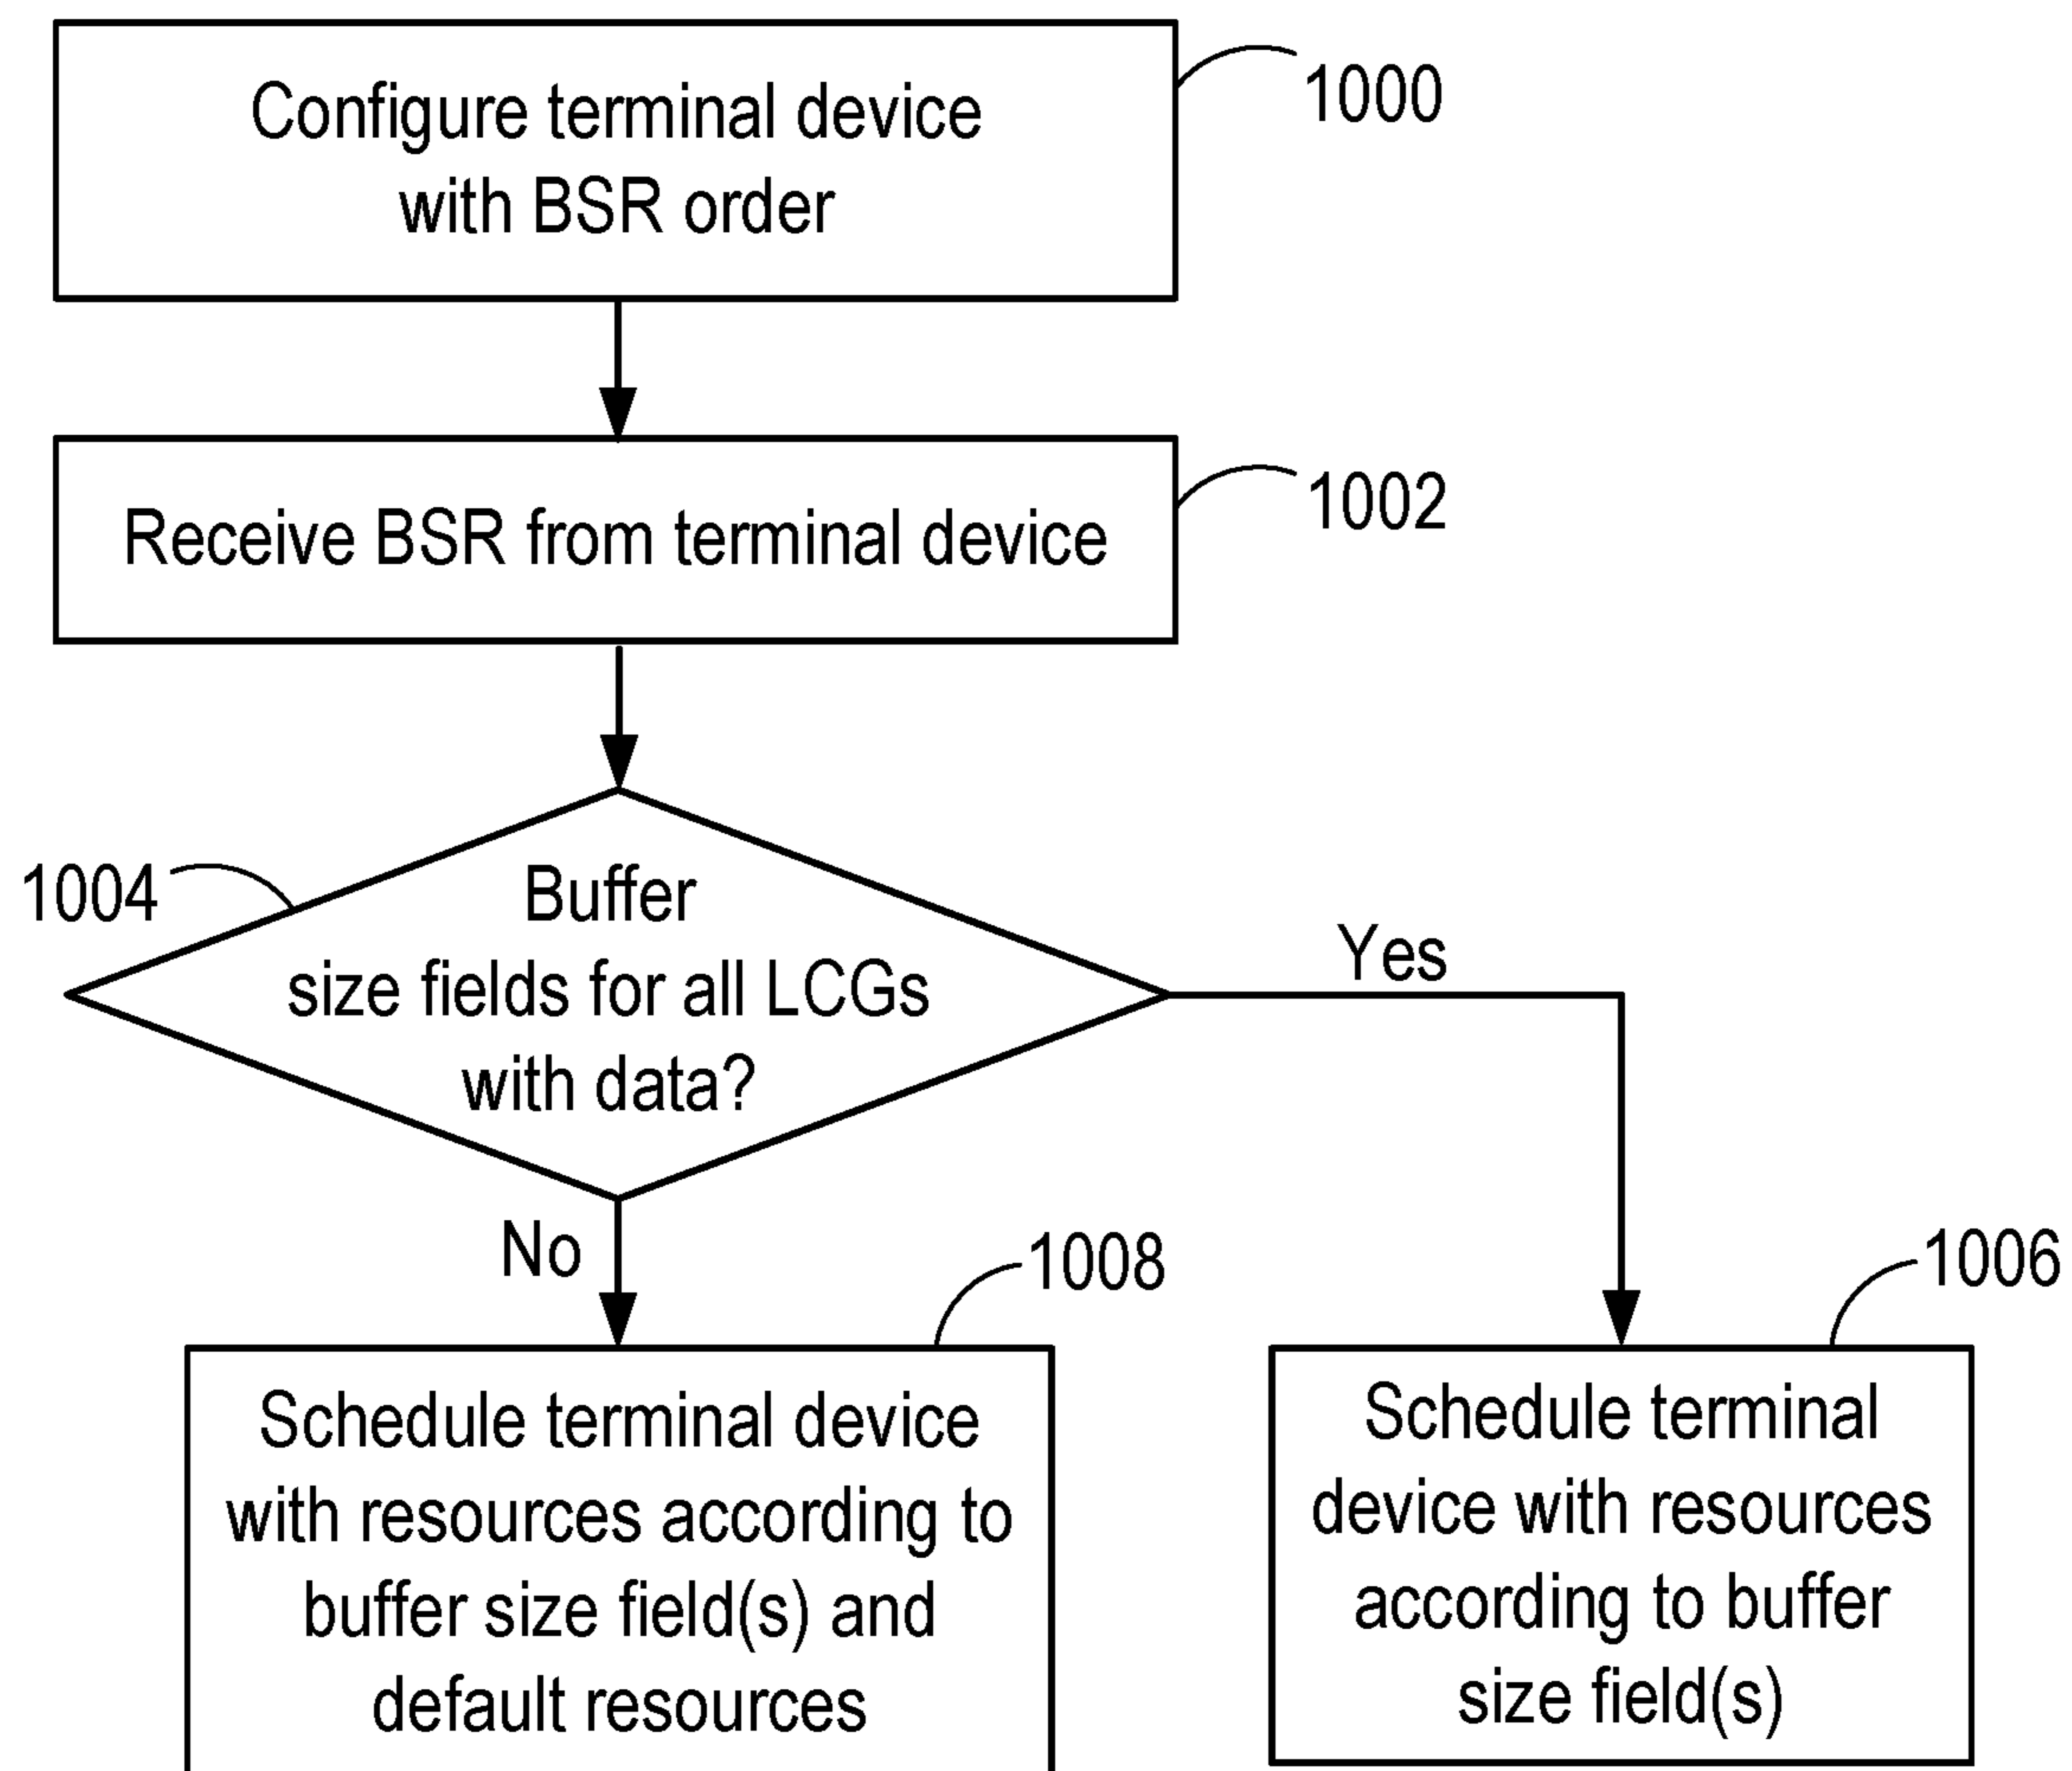 Configure terminal device
with BSR order
1000
Receive BSR from terminal device
1002
1004
Buffer
size fields for all LCGs
with data?
Yes
No
1008
1006
Schedule terminal device
with resources according to
buffer size field(s) and
default resources
Schedule terminal
device with resources
according to buffer
size field(s)